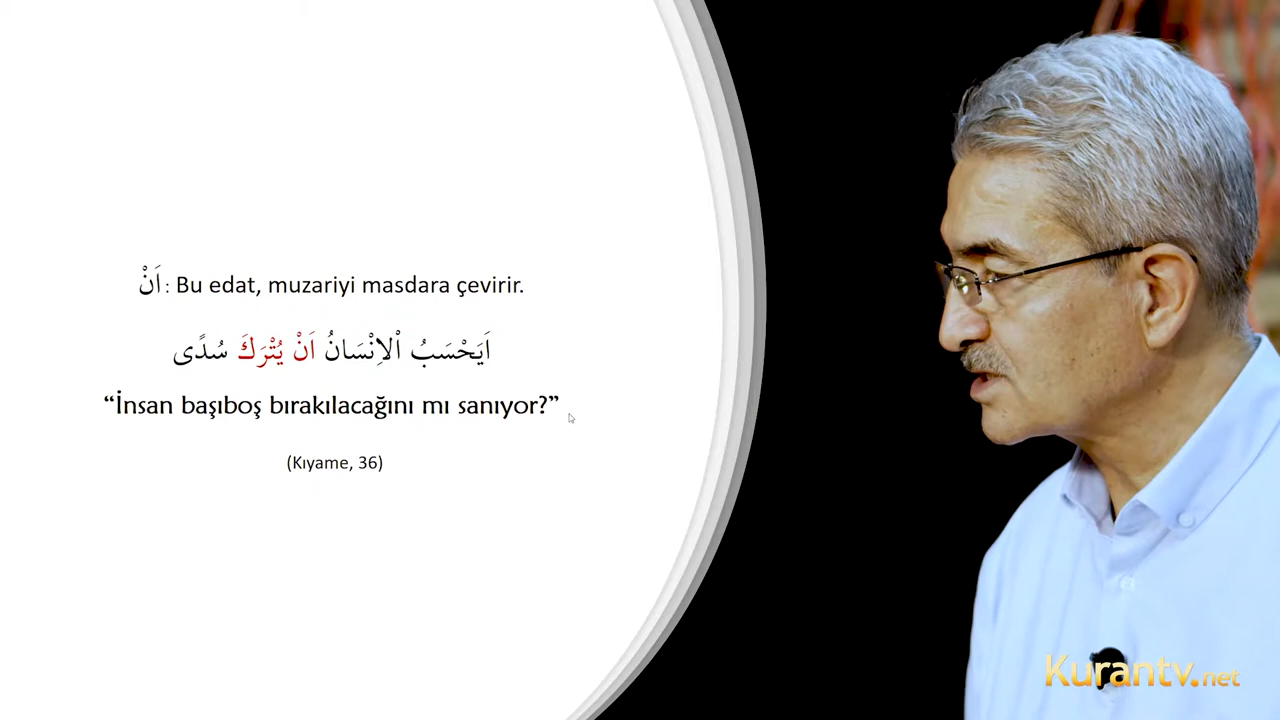 اَنْ : Bu edat, muzariyi masdara çevirir.
اَيَحْسَبُ الْاِنْسَانُ اَنْ يُتْرَكَ سُدًى
“İnsan başıboş bırakılacağını mı sanıyor?”
(Kıyame, 36)
Kurantv.net